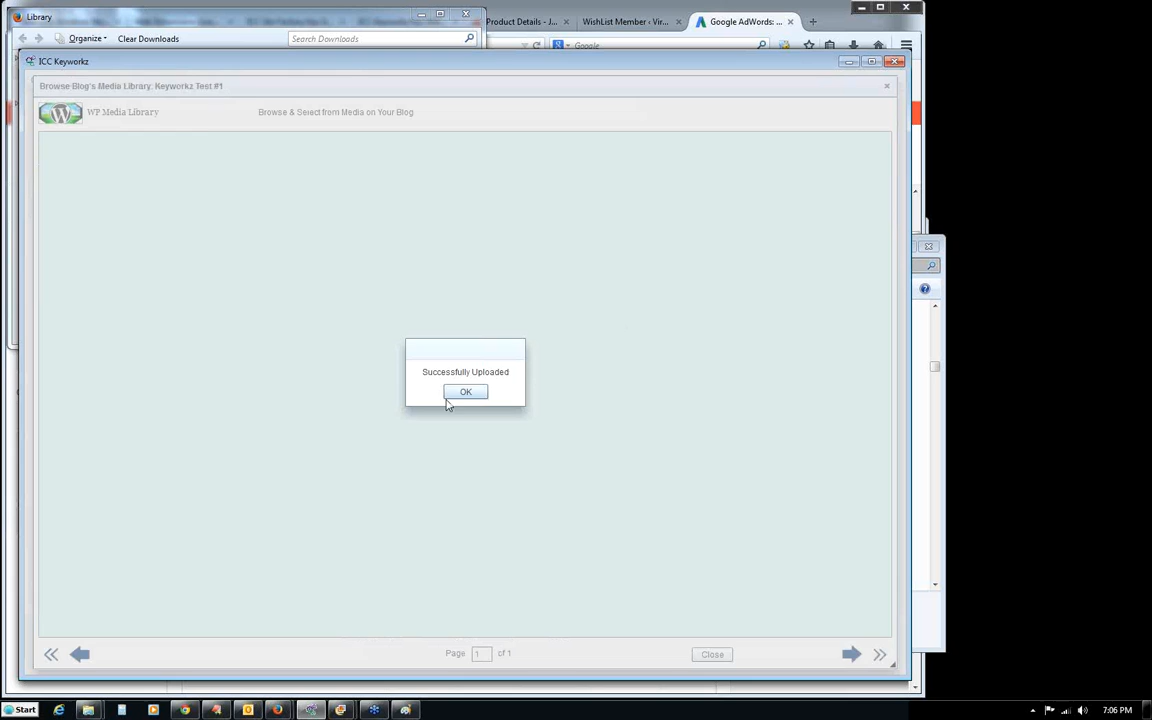 Library
Organize
Clear Downloads
Search Downloads
Product Details - J...
WishList Member - Vir...
Google AdWords: ...
Google
ICC Keyworkz
Browse Blog's Media Library: Keyworkz Test #1
WP Media Library
Browse & Select from Media on Your Blog
Successfully Uploaded
OK
Page 1 of 1
Close
Start
7:06 PM